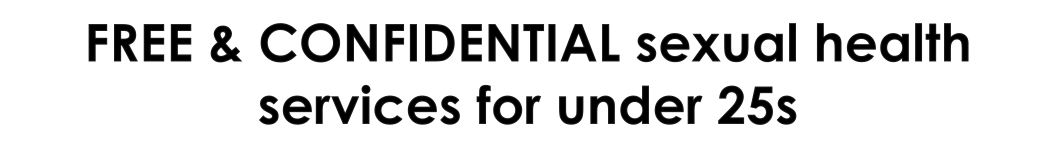 FREE & CONFIDENTIAL sexual health
services for under 25s